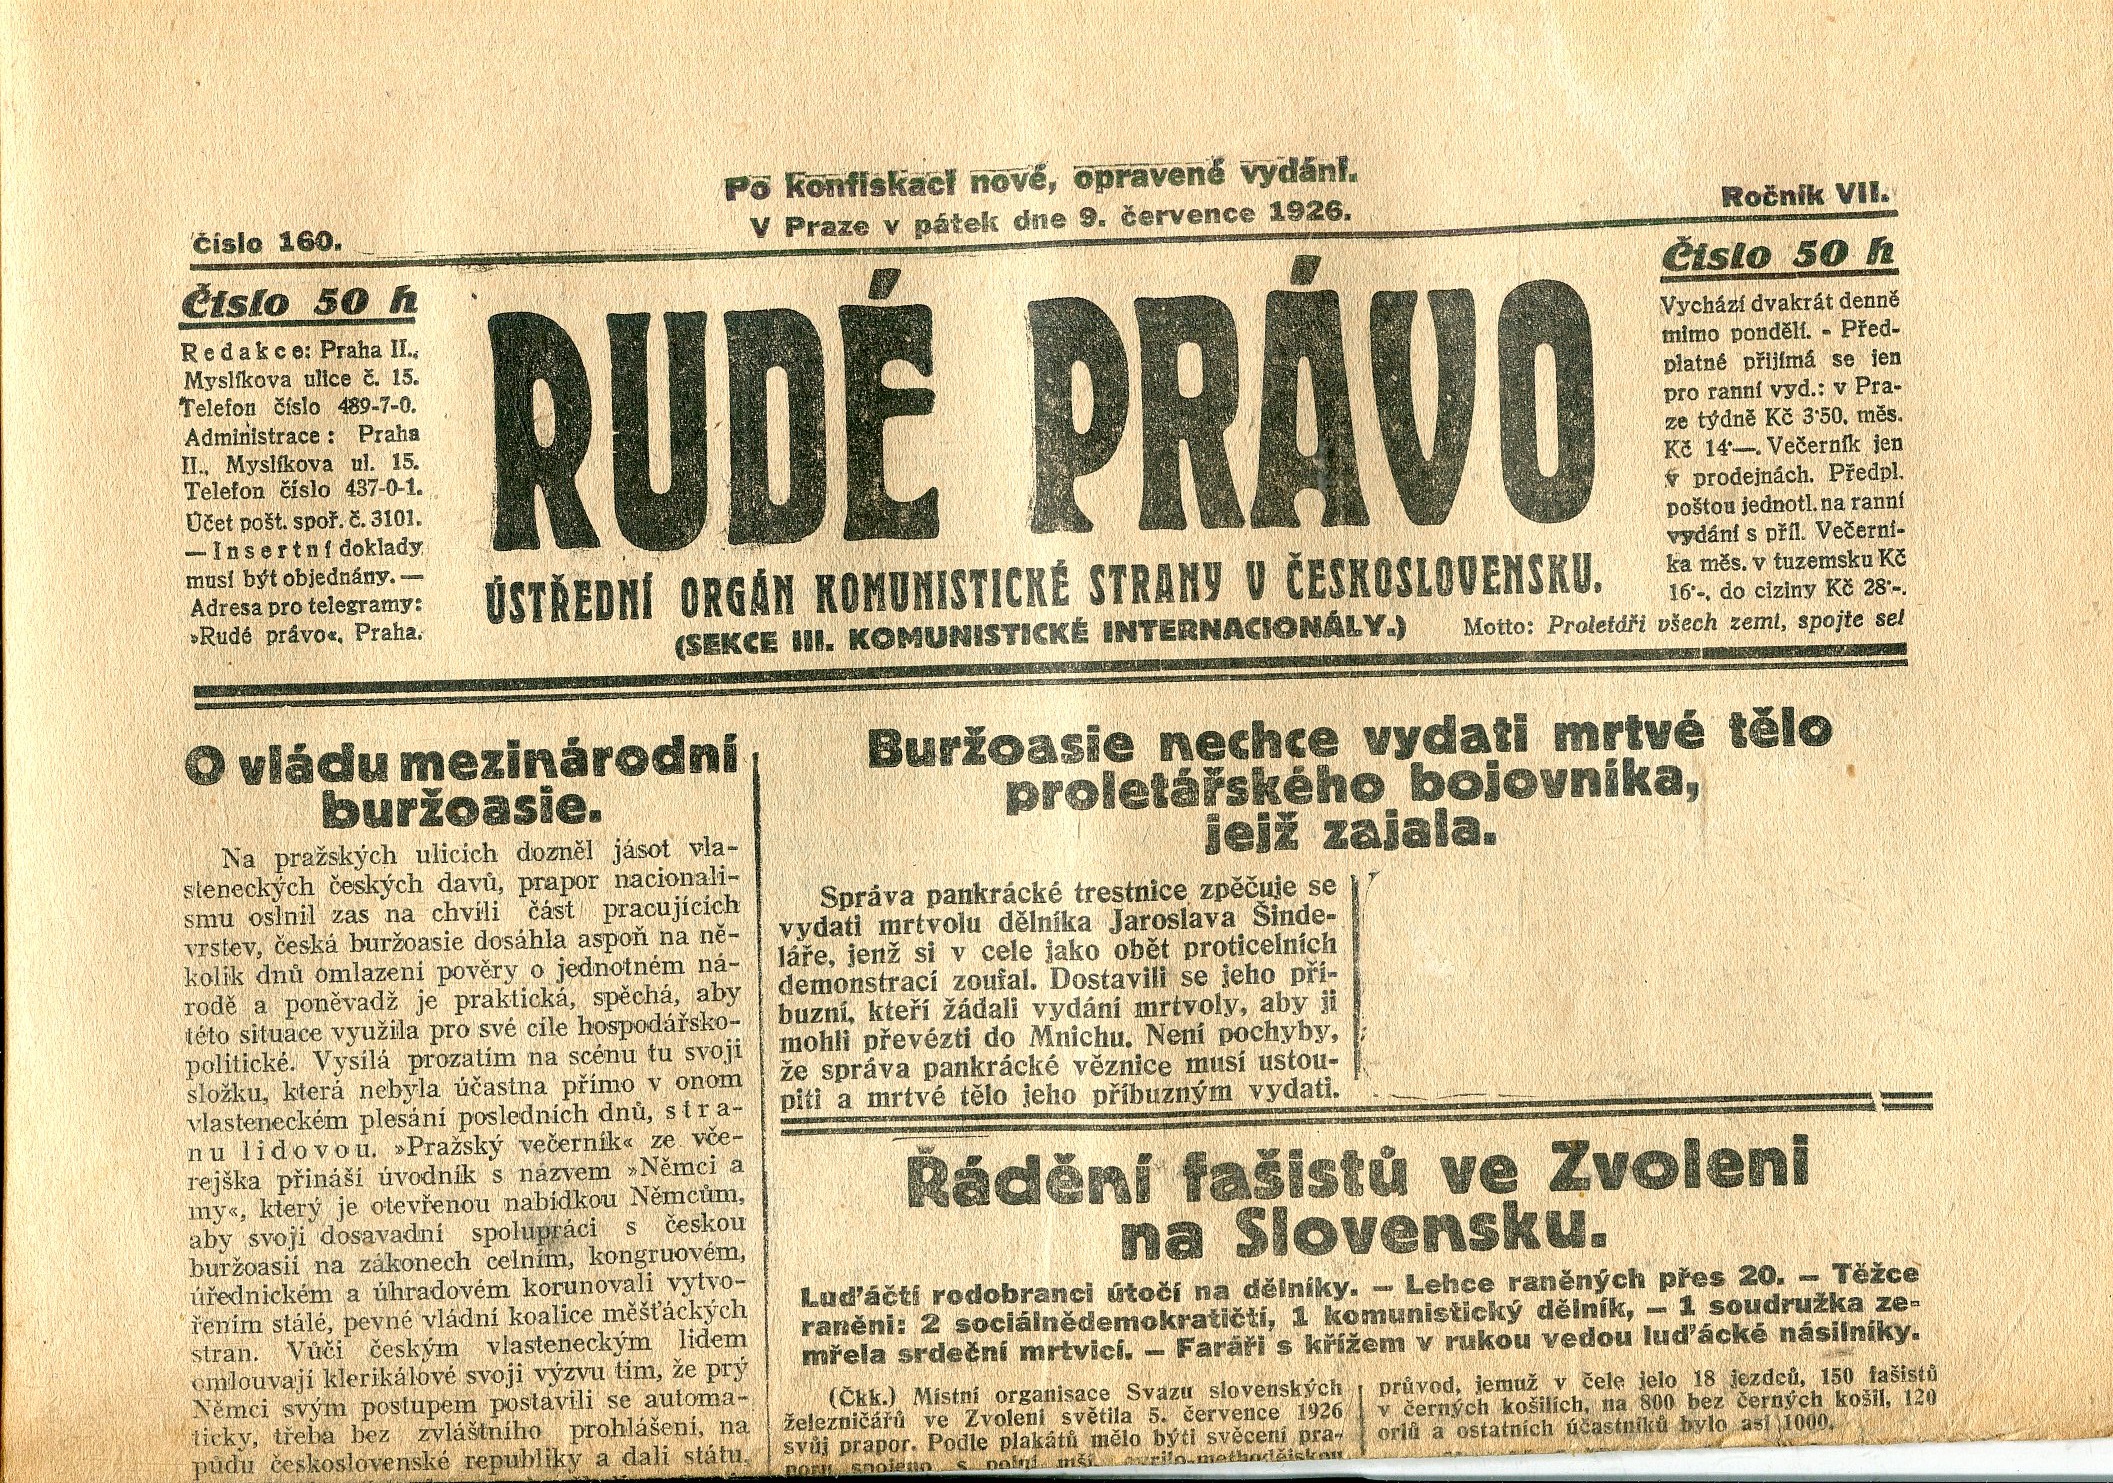 Po konfiskaci nové, opravené vydání.
V Praze v pátek dne 9. července 1926.
Číslo 160.
Ročník VII.
Číslo 50 h
Redakce: Praha II.,
Myslíkova ulice č. 15.
Telefon číslo 489-7-0.
Administrace: Praha
II., Myslíkova ul. 15.
Telefon číslo 437-0-1.
Účet pošt. spoř. č. 3101.
— Insertní doklady
musí být objednány. —
Adresa pro telegramy:
»Rudé právo«, Praha.
RUDÉ PRÁVO
ÚSTŘEDNÍ ORGÁN KOMUNISTICKÉ STRANY V ČESKOSLOVENSKU.
(SEKCE III. KOMUNISTICKÉ INTERNACIONÁLY.)
Motto: Proletáři všech zemí, spojte se!
Číslo 50 h
Vychází dvakrát denně
mimo pondělí. - Před-
platné přijímá se jen
pro ranní vyd.: v Pra-
ze týdně Kč 3·50, měs.
Kč 14·—. Večerník jen
v prodejnách. Předpl.
poštou jednotl. na ranní
vydání s příl. Večerní-
ka měs. v tuzemsku Kč
16·-, do ciziny Kč 28·-.
O vládu mezinárodní
buržoasie.
Na pražských ulicích dozněl jásot vla-
steneckých českých davů, prapor nacionali-
smu oslnil zas na chvíli část pracujících
vrstev, česká buržoasie dosáhla aspoň na ně-
kolik dnů omlazení pověry o jednotném ná-
rodě a poněvadž je praktická, spěchá, aby
této situace využila pro své cíle hospodářsko-
politické. Vysílá prozatím na scénu tu svoji
složku, která nebyla účastna přímo v onom
vlasteneckém plesání posledních dnů, stra-
nu lidovou. »Pražský večerník« ze vče-
rejška přináší úvodník s názvem »Němci a
my«, který je otevřenou nabídkou Němcům,
aby svoji dosavadní spolupráci s českou
buržoasií na zákonech celním, kongruovém,
úřednickém a úhradovém korunovali vytvo-
řením stálé, pevné vládní koalice měšťáckých
stran. Vůči českým vlasteneckým lidem
omlouvají klerikálové svoji výzvu tím, že prý
Němci svým postupem postavili se automa-
ticky, třeba bez zvláštního prohlášení, na
půdu československé republiky a dali státu,
Buržoasie nechce vydati mrtvé tělo
proletářského bojovníka,
jejž zajala.
Správa pankrácké trestnice zpěčuje se
vydati mrtvolu dělníka Jaroslava Šinde-
láře, jenž si v cele jako obět proticelních
demonstrací zoufal. Dostavili se jeho pří-
buzní, kteří žádali vydání mrtvoly, aby ji
mohli převézti do Mnichu. Není pochyby,
že správa pankrácké věznice musí ustou-
piti a mrtvé tělo jeho příbuzným vydati.
Řádění fašistů ve Zvoleni
na Slovensku.
Luďáčtí rodobranci útočí na dělníky. — Lehce raněných přes 20. — Těžce
raněni: 2 sociálnědemokratičtí, 1 komunistický dělník, — 1 soudružka ze-
mřela srdeční mrtvicí. — Faráři s křížem v rukou vedou luďácké násilníky.
(Čkk.) Místní organisace Svazu slovenských
železničářů ve Zvolení světila 5. července 1926
svůj prapor. Podle plakátů mělo býti svěcení pra-
poru spojeno s polní mší, cyrilo-methodějskou
průvod, jemuž v čele jelo 18 jezdců, 150 fašistů
v černých košilích, na 800 bez černých košil, 120
orlů a ostatních účastníků bylo asi 1000.